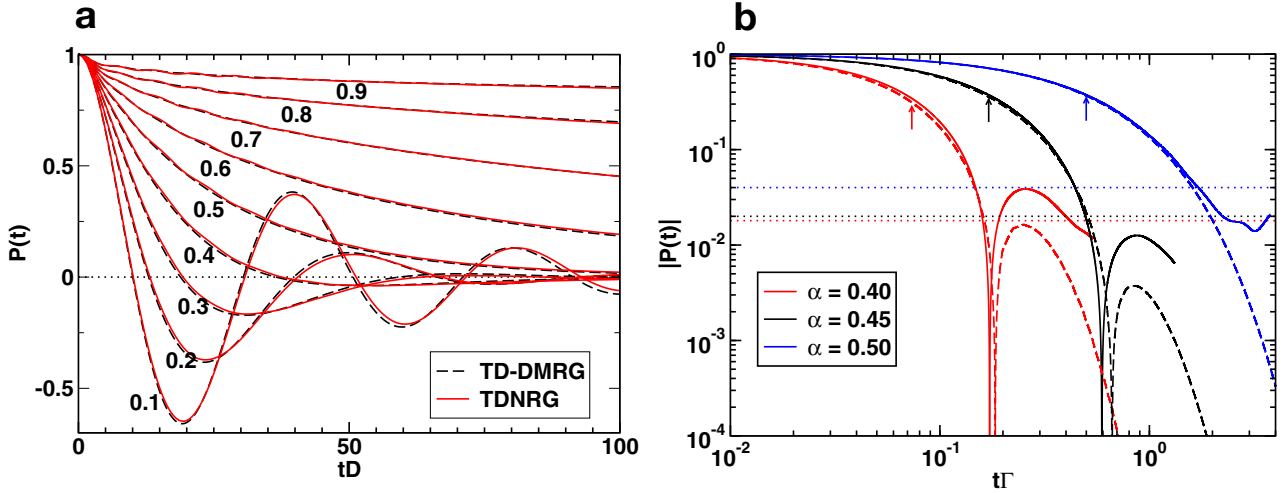 a
1
0.5
0
-0.5
P(t)
0
50
100
tD
0.9
0.8
0.7
0.6
0.5
0.4
0.3
0.2
0.1
TD-DMRG
TDNRG
b
10^0
10^-1
10^-2
10^-3
10^-4
|P(t)|
10^-2
10^-1
10^0
tΓ
α = 0.40
α = 0.45
α = 0.50